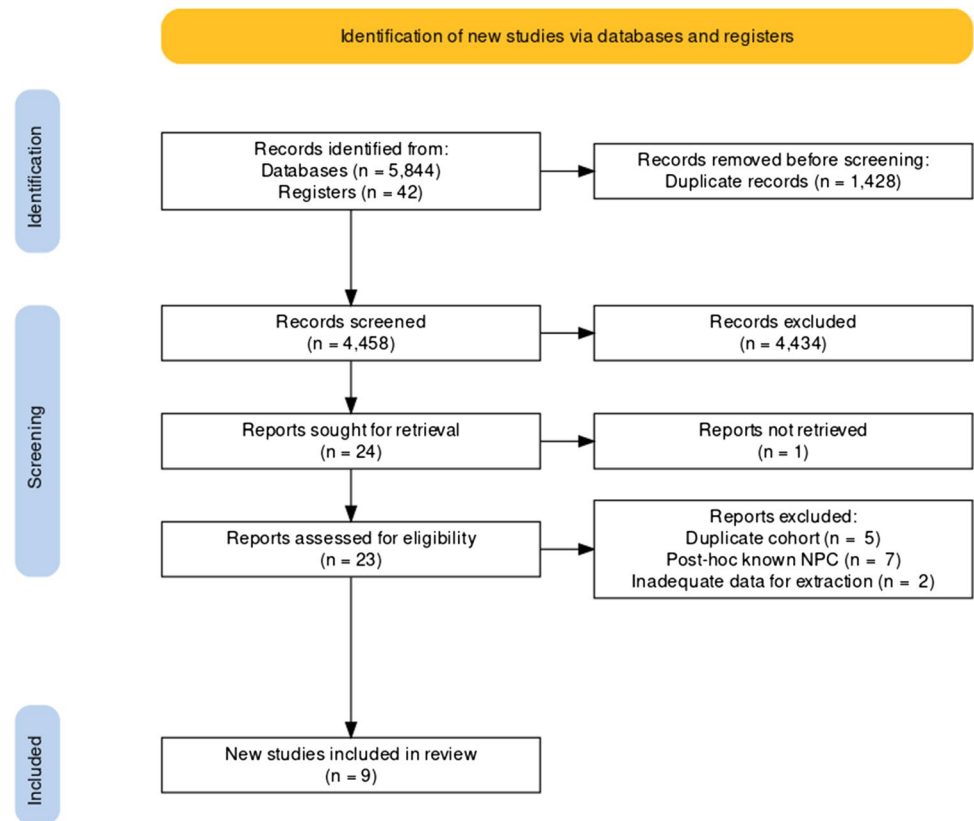 Identification of new studies via databases and registers
Identification
Records identified from:
Databases (n = 5,844)
Registers (n = 42)
Records removed before screening:
Duplicate records (n = 1,428)
Screening
Records screened
(n = 4,458)
Records excluded
(n = 4,434)
Reports sought for retrieval
(n = 24)
Reports not retrieved
(n = 1)
Reports assessed for eligibility
(n = 23)
Reports excluded:
Duplicate cohort (n = 5)
Post-hoc known NPC (n = 7)
Inadequate data for extraction (n = 2)
Included
New studies included in review
(n = 9)